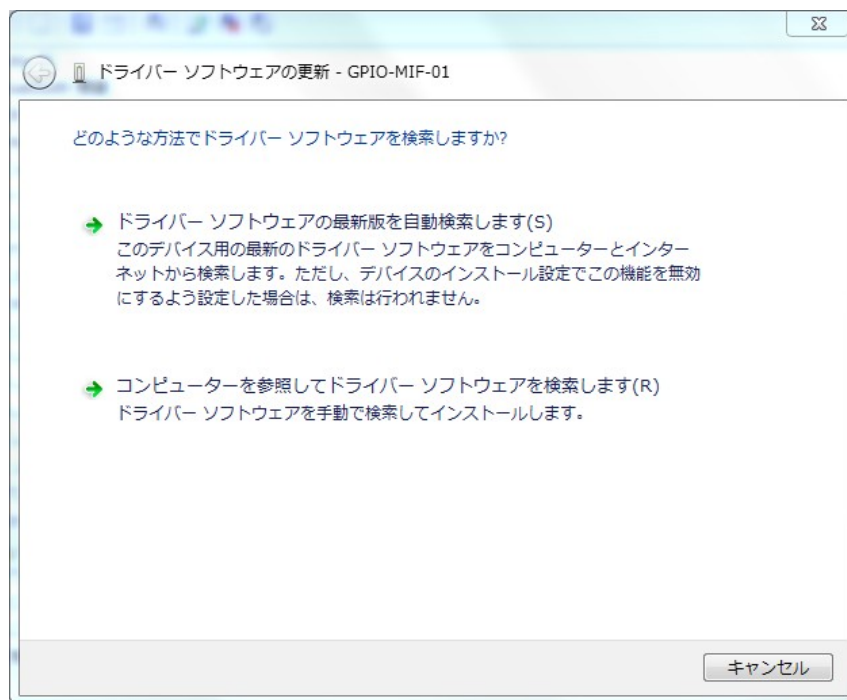 ドライバー ソフトウェアの更新 - GPIO-MIF-01
どのような方法でドライバー ソフトウェアを検索しますか?
ドライバー ソフトウェアの最新版を自動検索します(S)
このデバイス用の最新のドライバー ソフトウェアをコンピューターとインター
ネットから検索します。ただし、デバイスのインストール設定でこの機能を無効
にするよう設定した場合は、検索は行われません。
コンピューターを参照してドライバー ソフトウェアを検索します(R)
ドライバー ソフトウェアを手動で検索してインストールします。
キャンセル